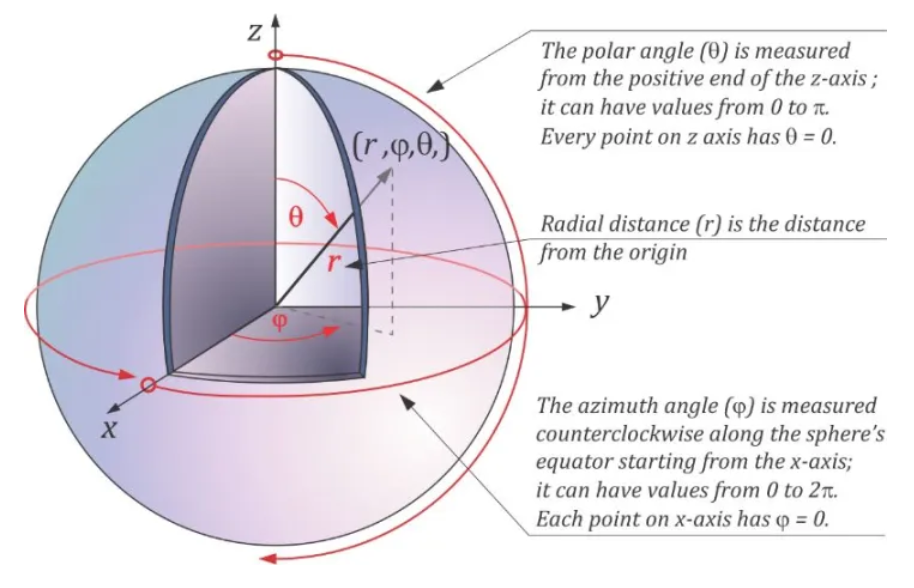 z
The polar angle (θ) is measured
from the positive end of the z-axis ;
it can have values from 0 to π.
Every point on z axis has θ = 0.
(r ,φ,θ,)
θ
Radial distance (r) is the distance
from the origin
r
y
φ
x
The azimuth angle (φ) is measured
counterclockwise along the sphere's
equator starting from the x-axis;
it can have values from 0 to 2π.
Each point on x-axis has φ = 0.